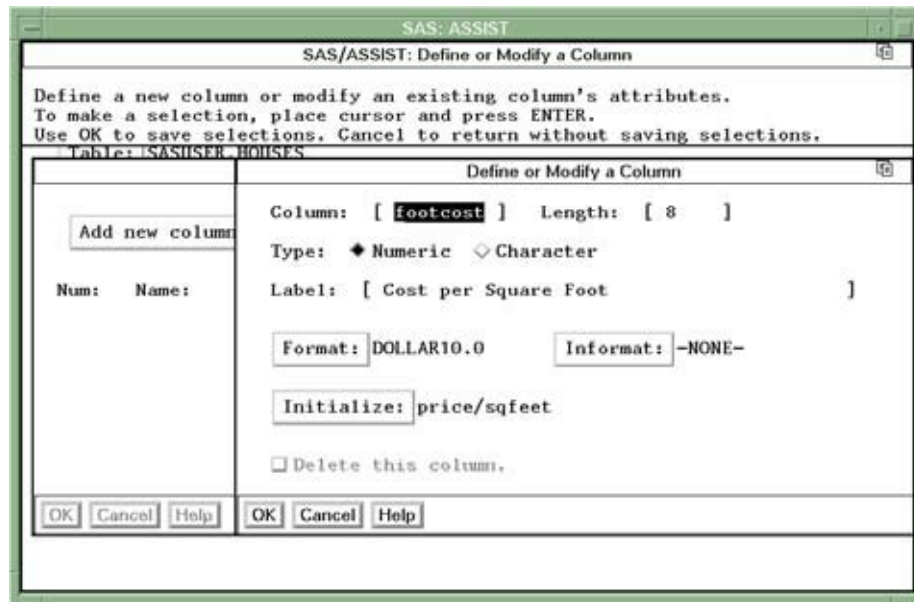 SAS: ASSIST
SAS/ASSIST: Define or Modify a Column
Define a new column or modify an existing column's attributes.
To make a selection, place cursor and press ENTER.
Use OK to save selections. Cancel to return without saving selections.
Table: SASUSER.HOUSES
Define or Modify a Column
Add new column
Num: Name:
OK Cancel Help
Column: [ footcost ] Length: [ 8 ]
Type: Numeric Character
Label: [ Cost per Square Foot ]
Format: DOLLAR10.0 Informat: -NONE-
Initialize: price/sqfeet
Delete this column.
OK Cancel Help